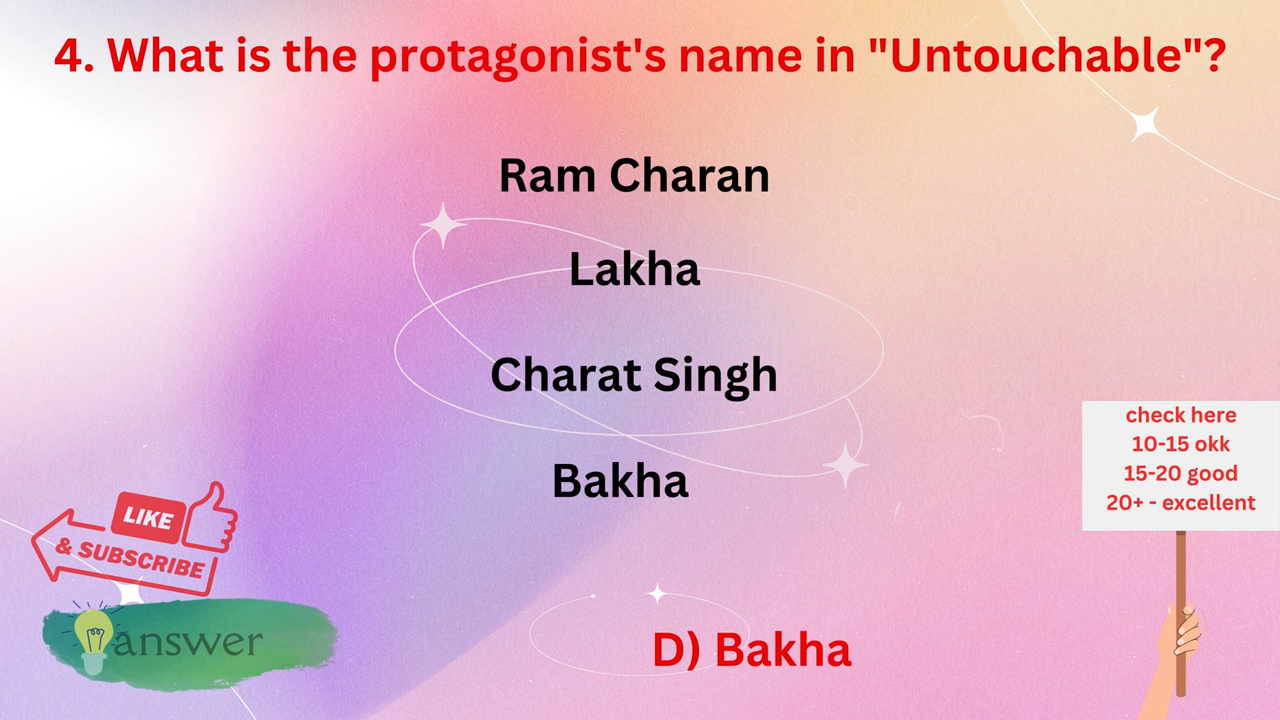 4. What is the protagonist's name in "Untouchable"?
Ram Charan
Lakha
Charat Singh
Bakha
check here
10-15 okk
15-20 good
20+ - excellent
LIKE
& SUBSCRIBE
answer
D) Bakha